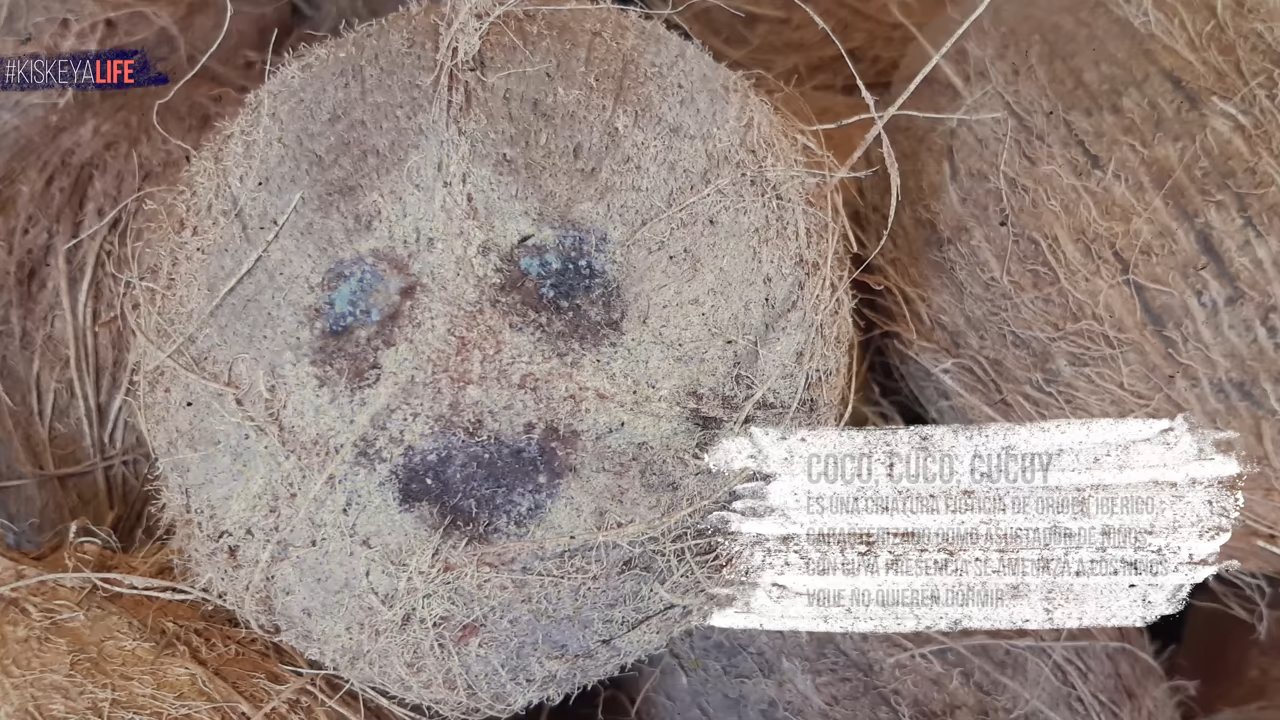 #KISKEYALIFE
COCO, CUCO, CUCUY
ES UNA CRIATURA FICTICIA DE ORIGEN IBÉRICO,
CARACTERIZADO COMO ASUSTADOR DE NIÑOS,
CON CUYA PRESENCIA SE AMENAZA A LOS NIÑOS
VQUE NO QUIEREN DORMIR.